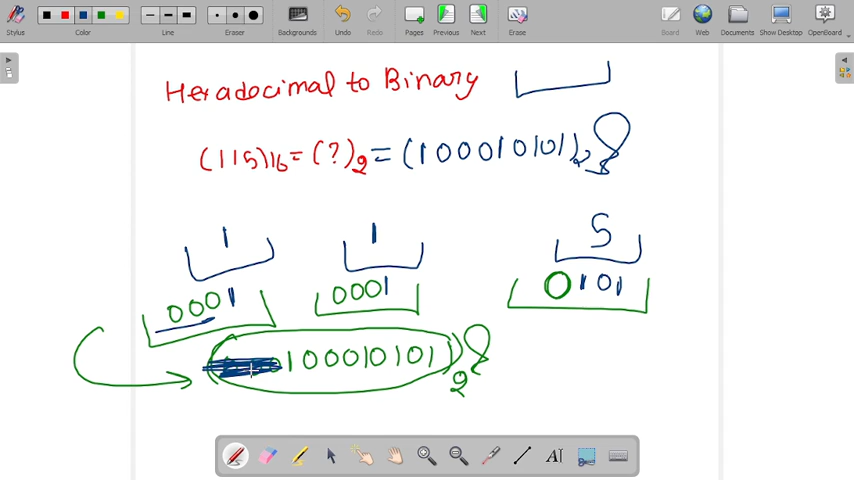 Stylus Color Line Eraser Backgrounds Undo Redo Pages Previous Next Erase Board Web Documents Show Desktop OpenBoard
Hexadocimal to Binary
(115)16 = (?)2 = (100010101)2
1 1 5
0001 0001 0101
100010101)2